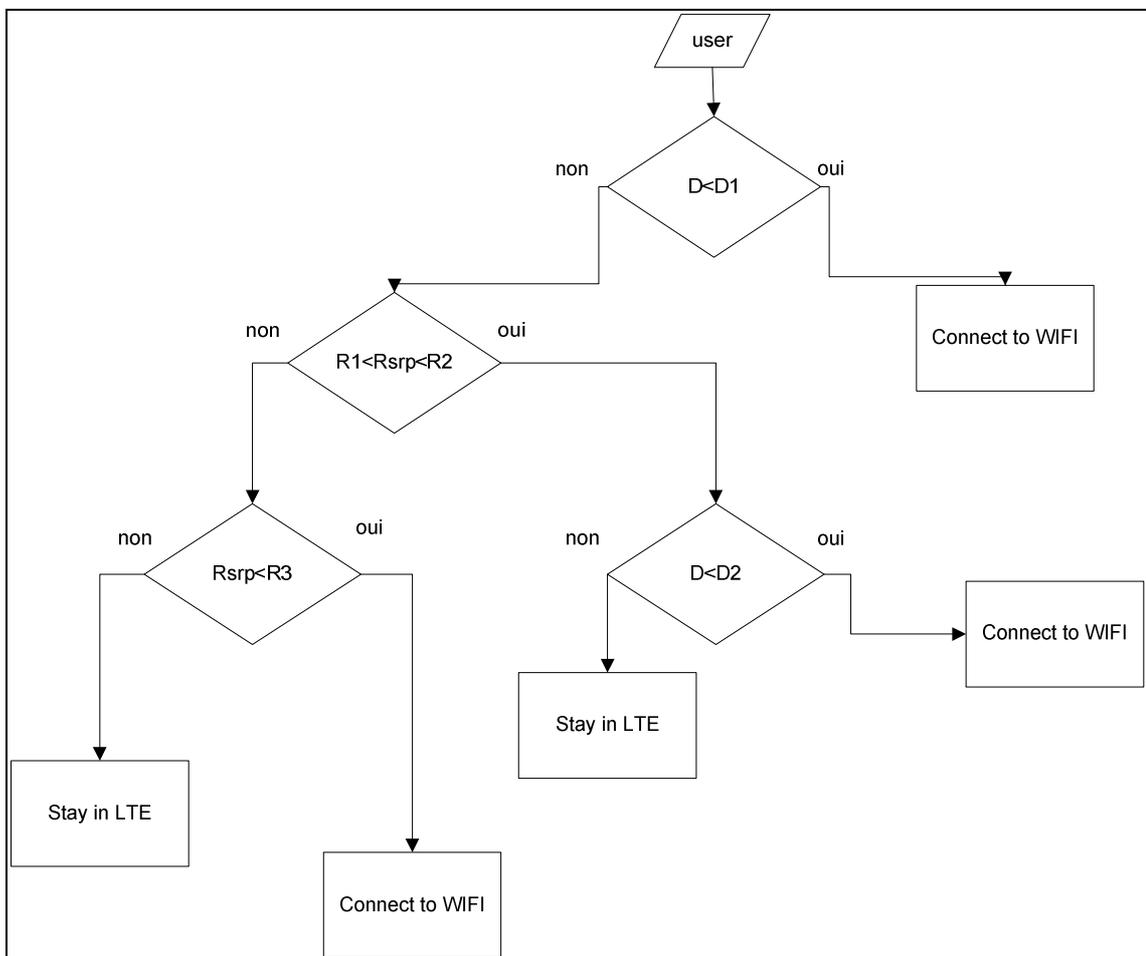 user
non
oui
D<D1
Connect to WIFI
non
oui
R1<Rsrp<R2
non
oui
Rsrp<R3
non
oui
D<D2
Connect to WIFI
Stay in LTE
Stay in LTE
Connect to WIFI